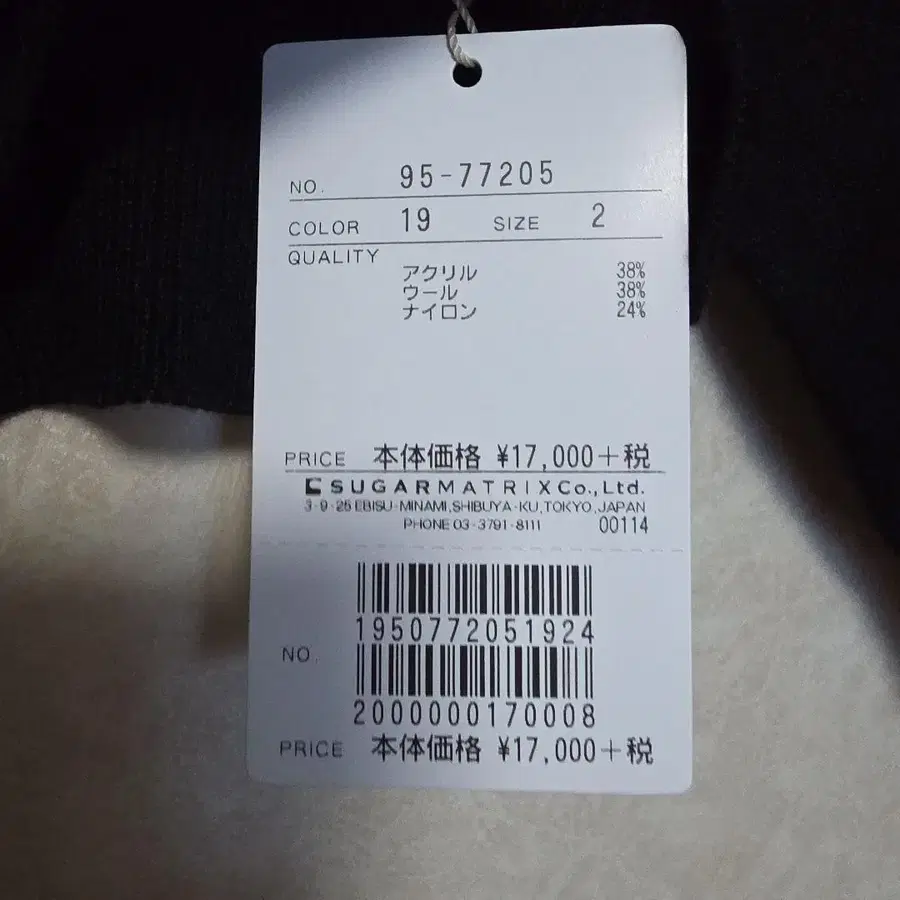 NO. 95-77205
COLOR 19 SIZE 2
QUALITY
アクリル 38%
ウール 38%
ナイロン 24%
PRICE 本体価格 ¥17,000+税
SUGARMATRIX Co.,Ltd.
3-9-25 EBISU-MINAMI,SHIBUYA-KU,TOKYO,JAPAN
PHONE 03-3791-8111 00114
1950772051924
NO.
2000000170008
PRICE 本体価格 ¥17,000+税